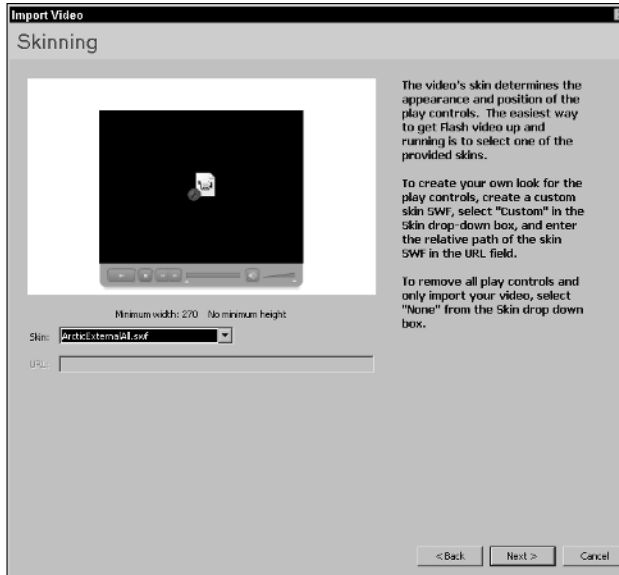 Import Video
Skinning
The video's skin determines the
appearance and position of the
play controls. The easiest way
to get Flash video up and
running is to select one of the
provided skins.
To create your own look for the
play controls, create a custom
skin SWF, select "Custom" in the
Skin drop-down box, and enter
the relative path of the skin
SWF in the URL field.
To remove all play controls and
only import your video, select
"None" from the Skin drop down
box.
Minimum width: 270 No minimum height
Skin: ArcticExternalAll.swf
URL:
< Back Next > Cancel